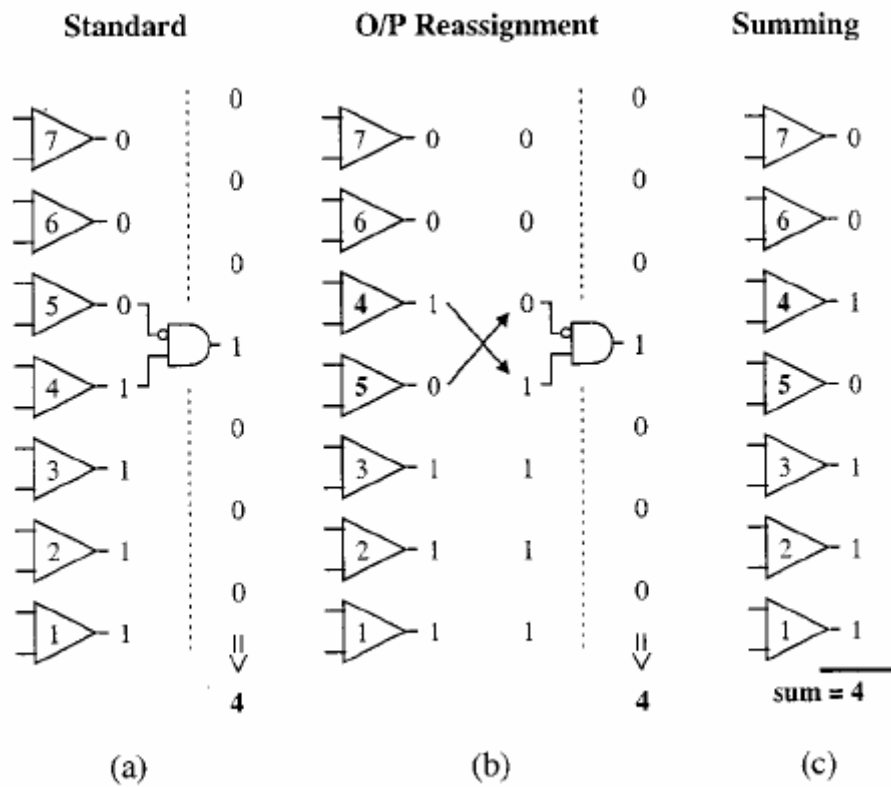 Standard O/P Reassignment Summing
0 0
7 0 7 0 0 7 0
0 0
6 0 6 0 0 6 0
0 0
5 0 4 1 0 4 1
1 1
4 1 5 0 1 5 0
0 0
3 1 3 1 1 3 1
0 0
2 1 2 1 1 2 1
0 0
1 1 1 1 1 1 1
4 4 sum = 4
(a) (b) (c)